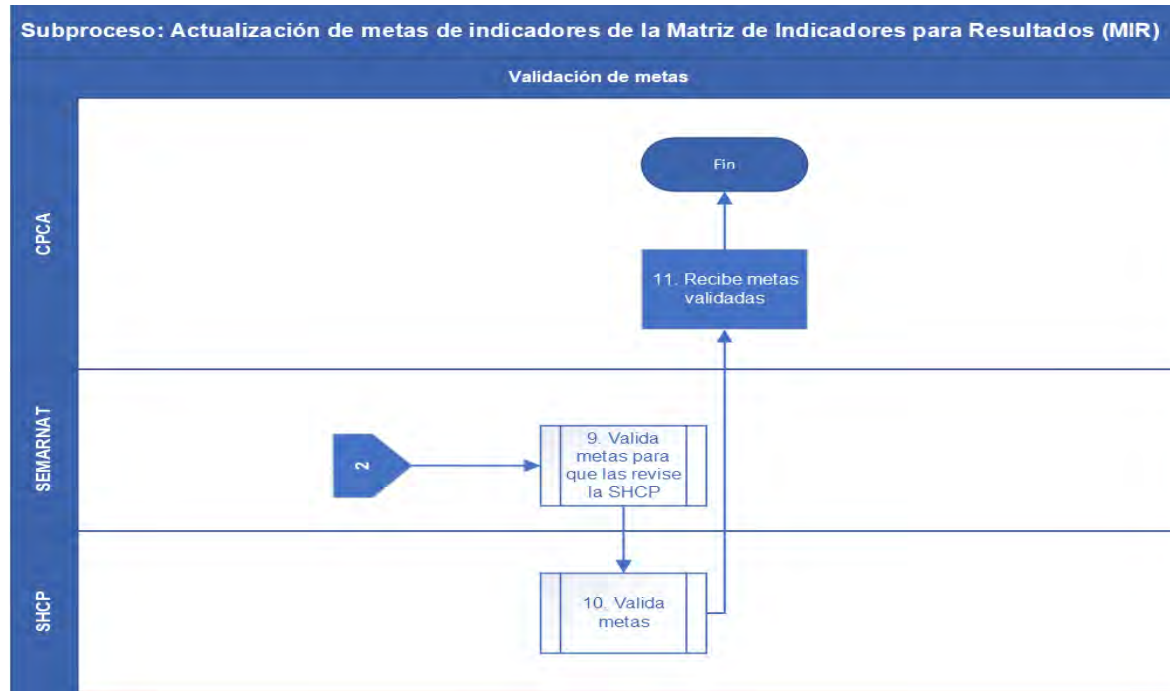 Subproceso: Actualización de metas de indicadores de la Matriz de Indicadores para Resultados (MIR)
Validación de metas
CPCA
Fin
11. Recibe metas
validadas
SEMARNAT
2
9. Valida
metas para
que las revise
la SHCP
SHCP
10. Valida
metas